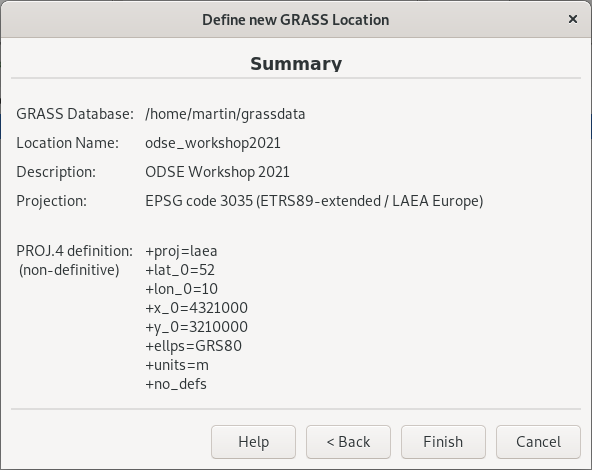 Define new GRASS Location
×
Summary
GRASS Database: /home/martin/grassdata
Location Name: odse_workshop2021
Description: ODSE Workshop 2021
Projection: EPSG code 3035 (ETRS89-extended / LAEA Europe)
PROJ.4 definition: +proj=laea
(non-definitive) +lat_0=52
+lon_0=10
+x_0=4321000
+y_0=3210000
+ellps=GRS80
+units=m
+no_defs
Help < Back Finish Cancel